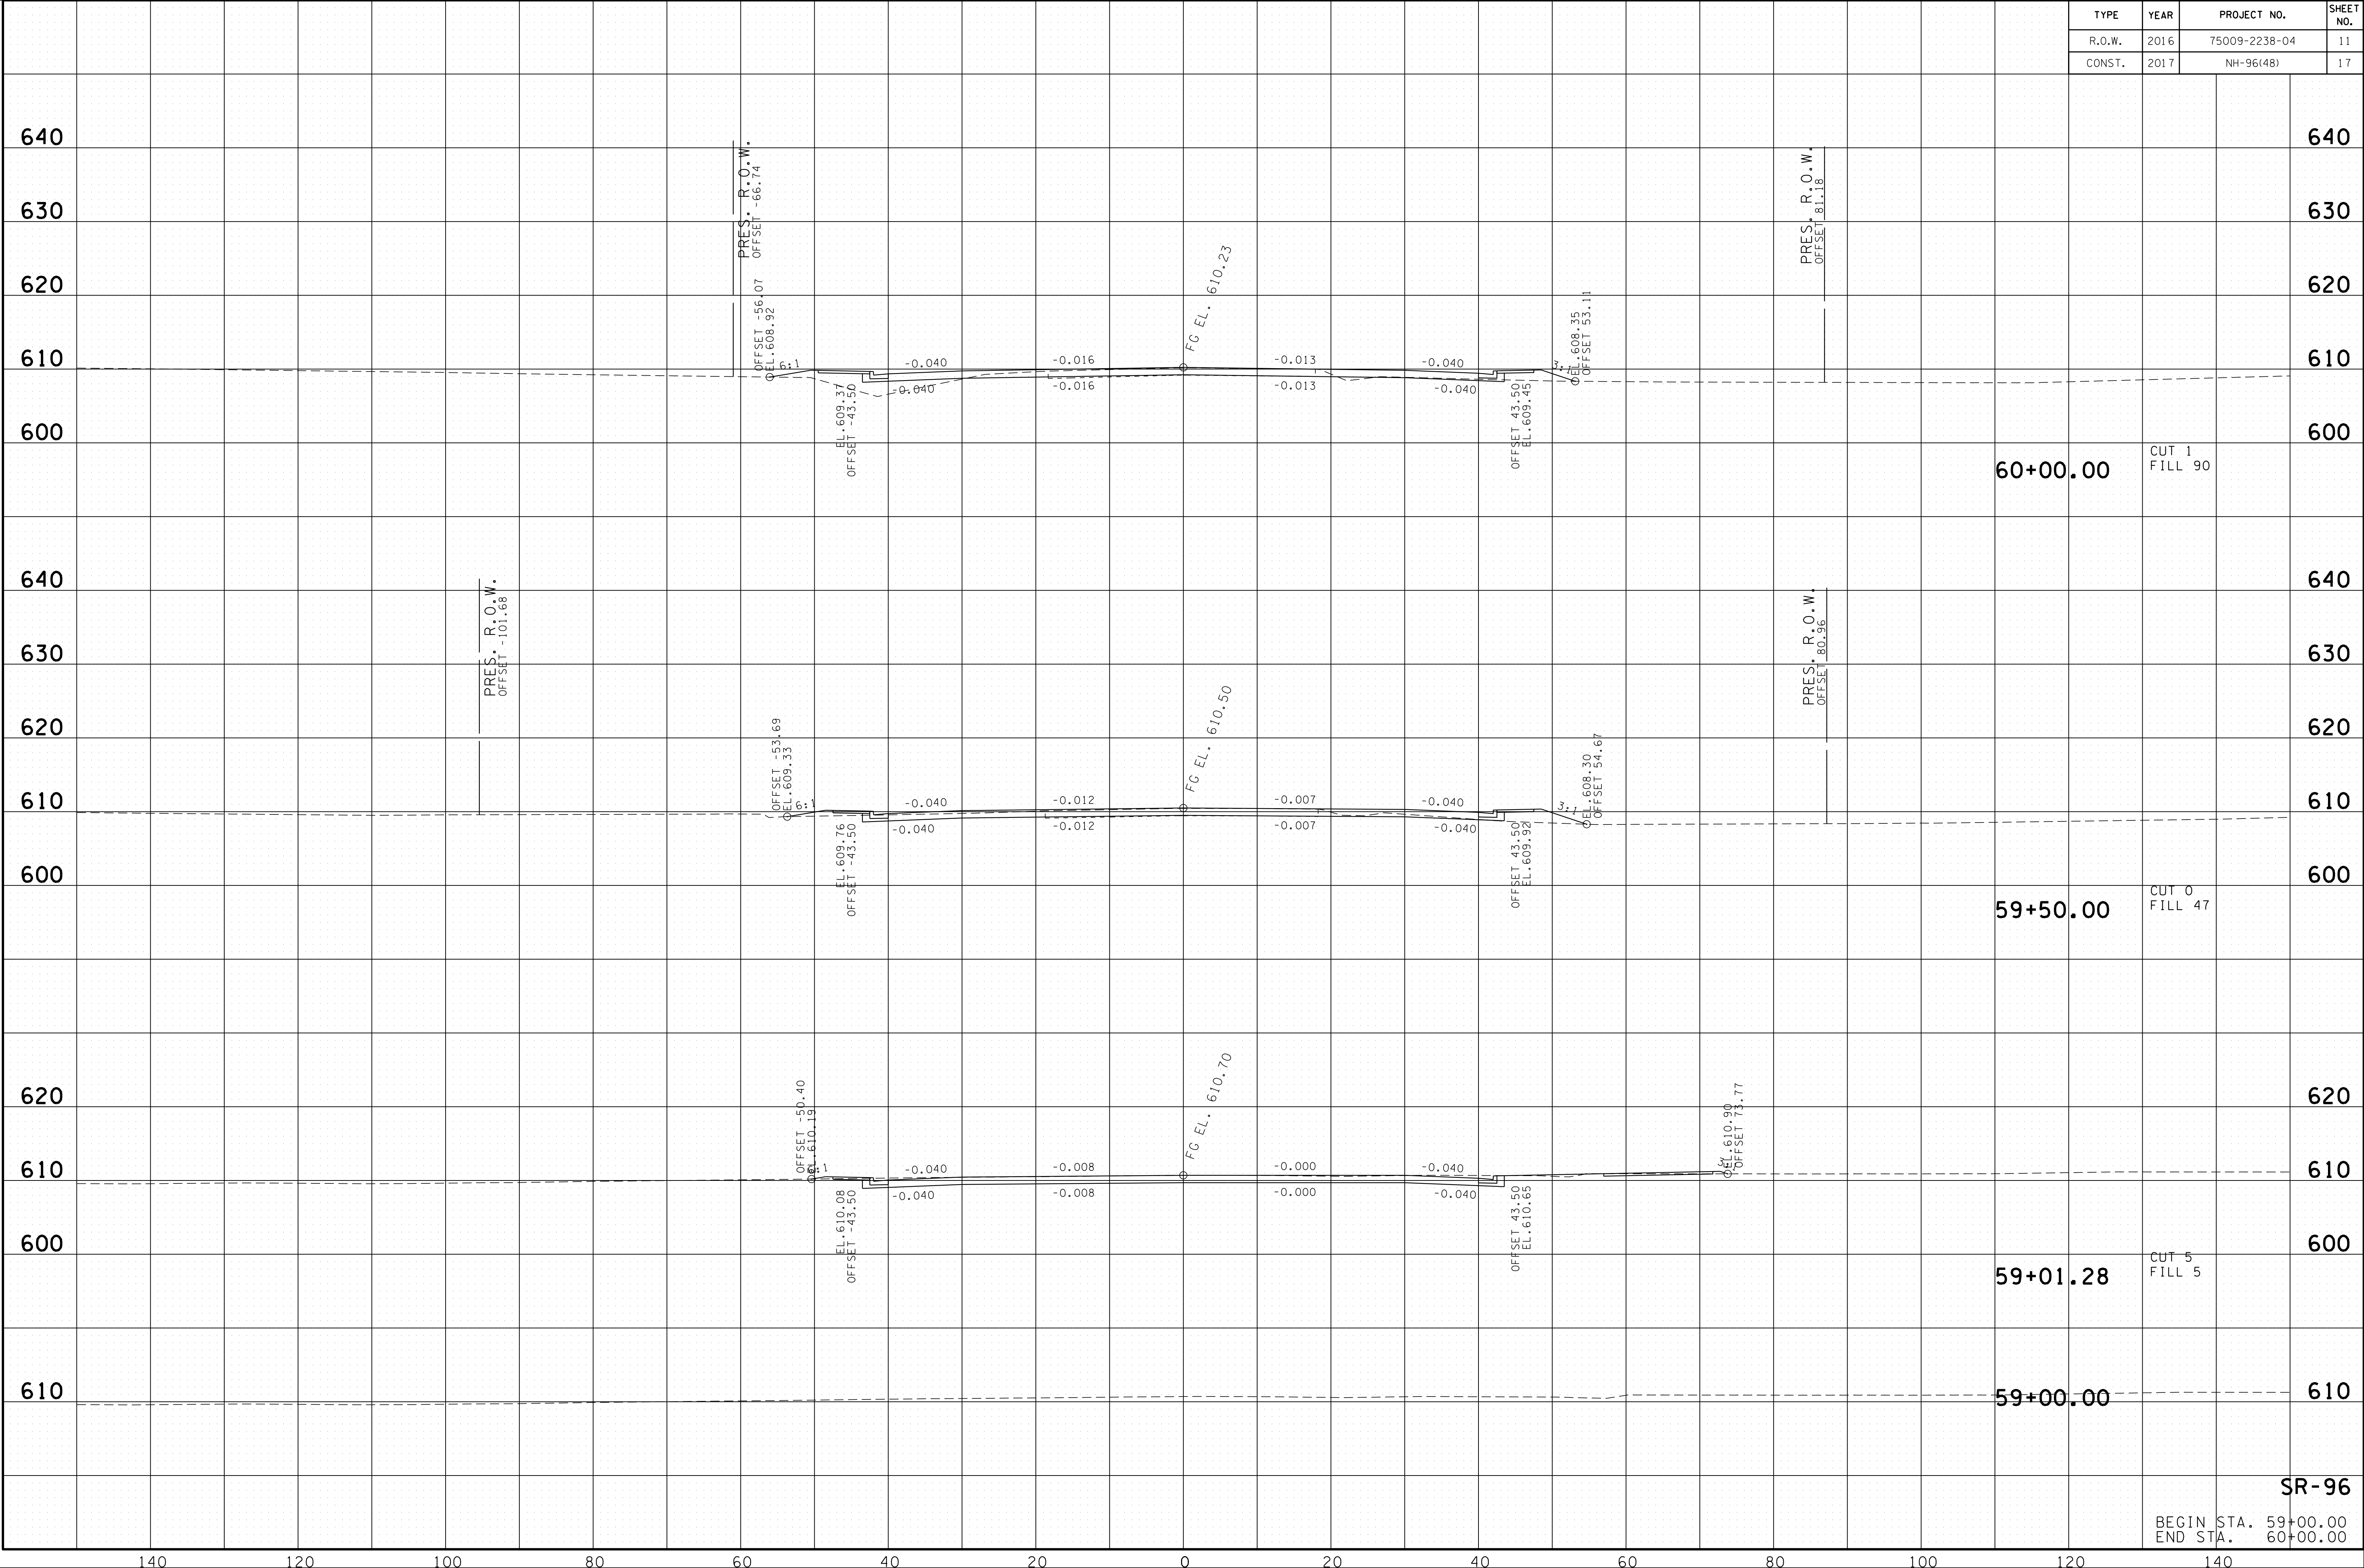 TYPE YEAR PROJECT NO. SHEET NO.
R.O.W. 2016 75009-2238-04 11
CONST. 2017 NH-96(48) 17
640 640
PRES. R.O.W.
OFFSET -66.74
PRES. R.O.W.
OFFSET 81.18
630 630
620 620
OFFSET -56.07
EL.608.92
FG EL. 610.23
EL.608.35
OFFSET 53.11
610 610
6:1 -0.040 -0.016 -0.013 -0.040 3:1
-0.040 -0.016 -0.013 -0.040
EL.609.37
OFFSET -43.50
OFFSET 43.50
EL.609.45
600 600
60+00.00
CUT 1
FILL 90
640 640
PRES. R.O.W.
OFFSET -101.68
PRES. R.O.W.
OFFSET 80.96
630 630
620 620
OFFSET -53.69
EL.609.33
FG EL. 610.50
EL.608.30
OFFSET 54.67
610 610
6:1 -0.040 -0.012 -0.007 -0.040 3:1
-0.040 -0.012 -0.007 -0.040
EL.609.76
OFFSET -43.50
OFFSET 43.50
EL.609.92
600 600
59+50.00
CUT 0
FILL 47
620 620
OFFSET -50.40
EL.610.19
FG EL. 610.70
EL.610.90
OFFSET 73.77
610 610
-0.040 -0.008 -0.000 -0.040
-0.040 -0.008 -0.000 -0.040
EL.610.08
OFFSET -43.50
OFFSET 43.50
EL.610.65
600 600
59+01.28
CUT 5
FILL 5
610 610
59+00.00
SR-96
BEGIN STA. 59+00.00
END STA. 60+00.00
140 120 100 80 60 40 20 0 20 40 60 80 100 120 140